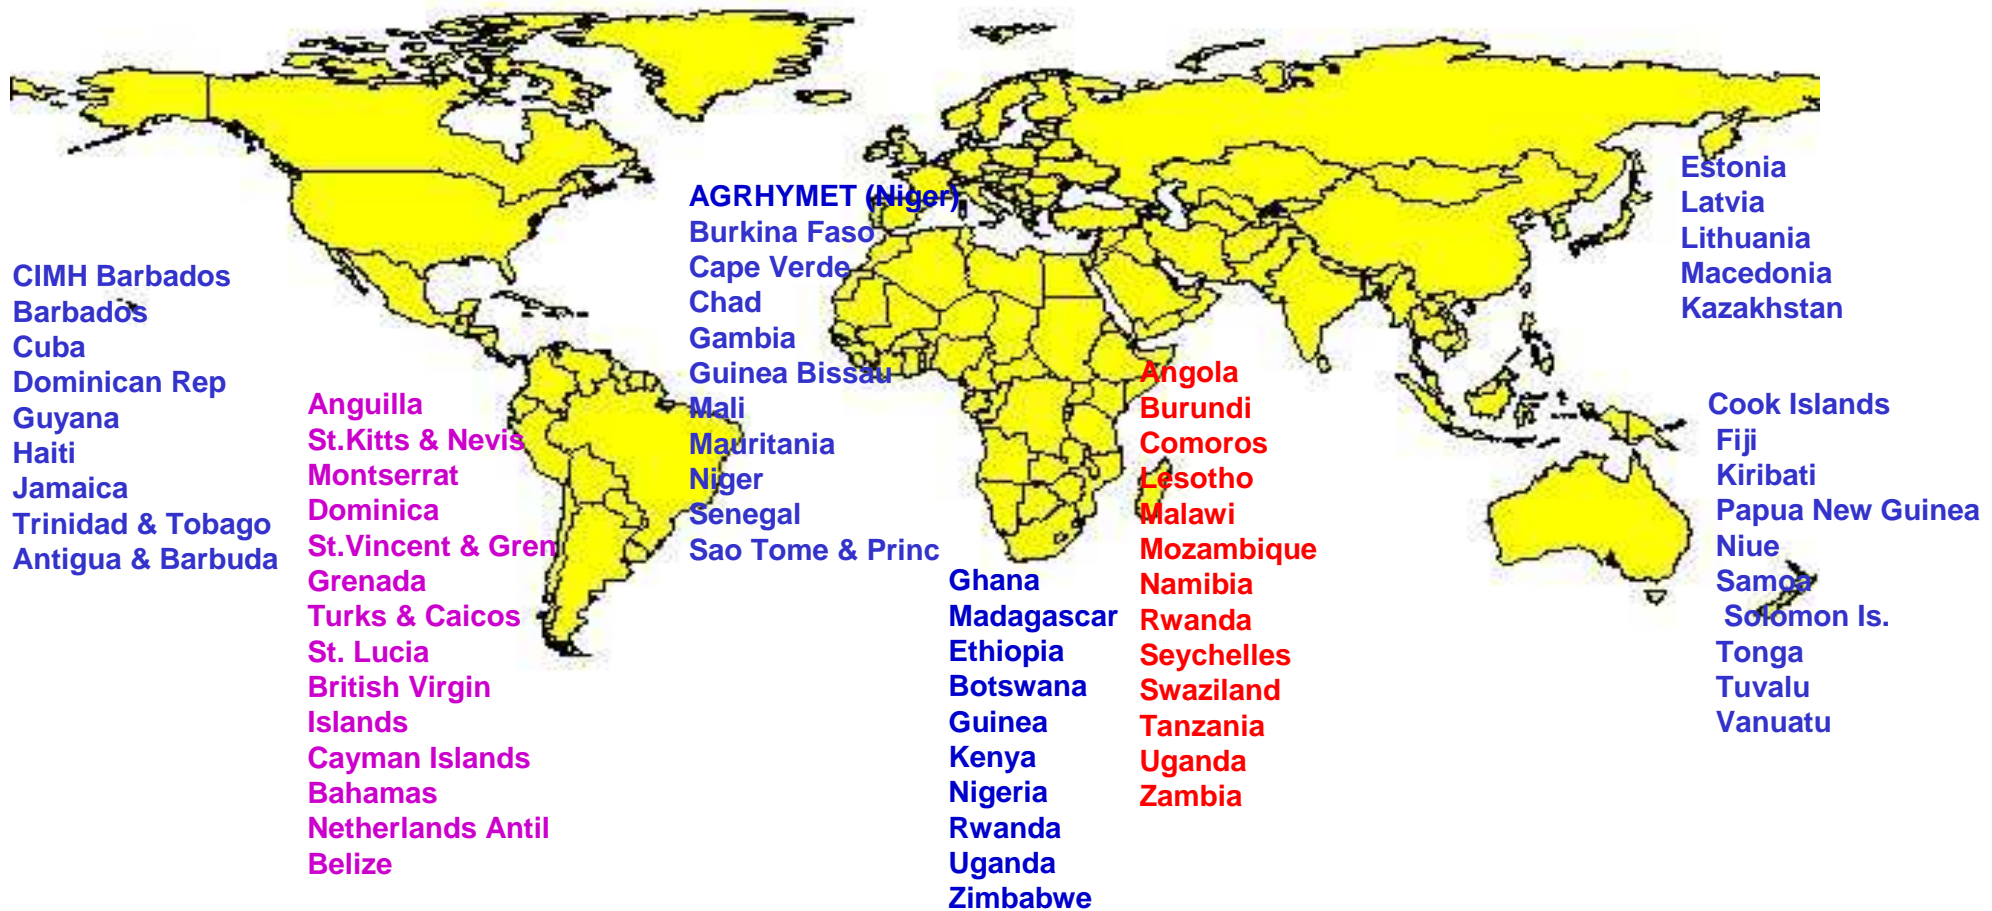 CIMH Barbados
Barbados
Cuba
Dominican Rep
Guyana
Haiti
Jamaica
Trinidad & Tobago
Antigua & Barbuda
Anguilla
St.Kitts & Nevis
Montserrat
Dominica
St.Vincent & Gren
Grenada
Turks & Caicos
St. Lucia
British Virgin
Islands
Cayman Islands
Bahamas
Netherlands Antil
Belize
AGRHYMET (Niger)
Burkina Faso
Cape Verde
Chad
Gambia
Guinea Bissau
Mali
Mauritania
Niger
Senegal
Sao Tome & Princ
Ghana
Madagascar
Ethiopia
Botswana
Guinea
Kenya
Nigeria
Rwanda
Uganda
Zimbabwe
Angola
Burundi
Comoros
Lesotho
Malawi
Mozambique
Namibia
Rwanda
Seychelles
Swaziland
Tanzania
Uganda
Zambia
Estonia
Latvia
Lithuania
Macedonia
Kazakhstan
Cook Islands
Fiji
Kiribati
Papua New Guinea
Niue
Samoa
Solomon Is.
Tonga
Tuvalu
Vanuatu